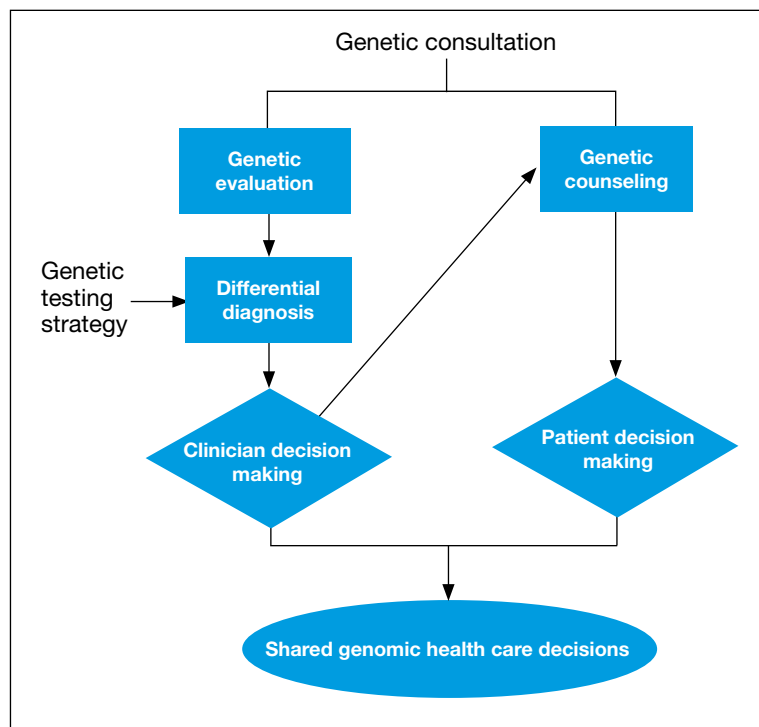 Genetic consultation
Genetic
evaluation
Genetic
counseling
Genetic
testing
strategy
Differential
diagnosis
Clinician decision
making
Patient decision
making
Shared genomic health care decisions